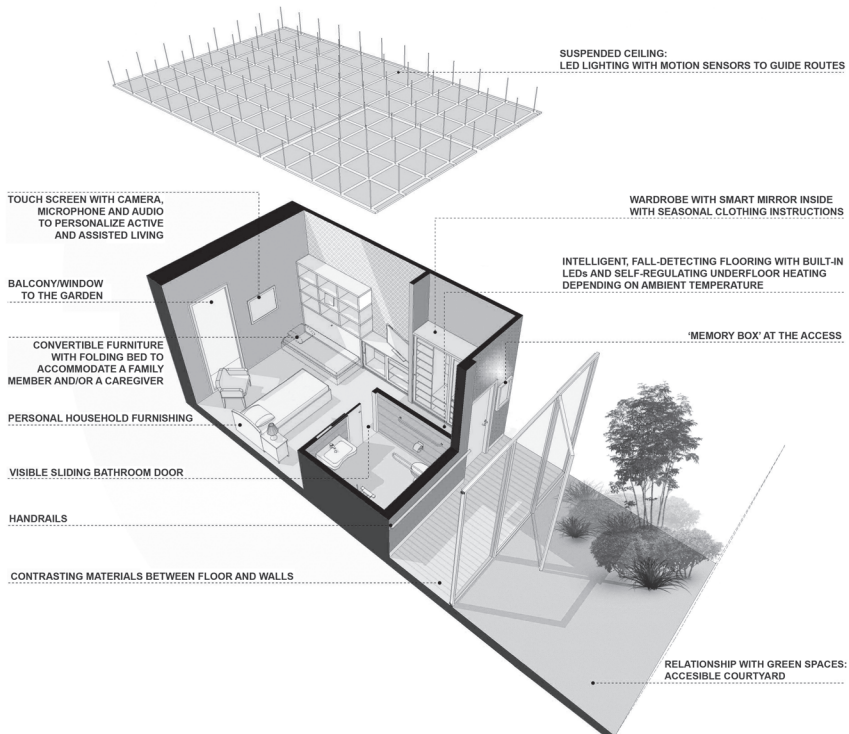 SUSPENDED CEILING:
LED LIGHTING WITH MOTION SENSORS TO GUIDE ROUTES
TOUCH SCREEN WITH CAMERA,
MICROPHONE AND AUDIO
TO PERSONALIZE ACTIVE
AND ASSISTED LIVING
BALCONY/WINDOW
TO THE GARDEN
CONVERTIBLE FURNITURE
WITH FOLDING BED TO
ACCOMMODATE A FAMILY
MEMBER AND/OR A CAREGIVER
PERSONAL HOUSEHOLD FURNISHING
VISIBLE SLIDING BATHROOM DOOR
HANDRAILS
CONTRASTING MATERIALS BETWEEN FLOOR AND WALLS
WARDROBE WITH SMART MIRROR INSIDE
WITH SEASONAL CLOTHING INSTRUCTIONS
INTELLIGENT, FALL-DETECTING FLOORING WITH BUILT-IN
LEDs AND SELF-REGULATING UNDERFLOOR HEATING
DEPENDING ON AMBIENT TEMPERATURE
‘MEMORY BOX’ AT THE ACCESS
RELATIONSHIP WITH GREEN SPACES:
ACCESIBLE COURTYARD